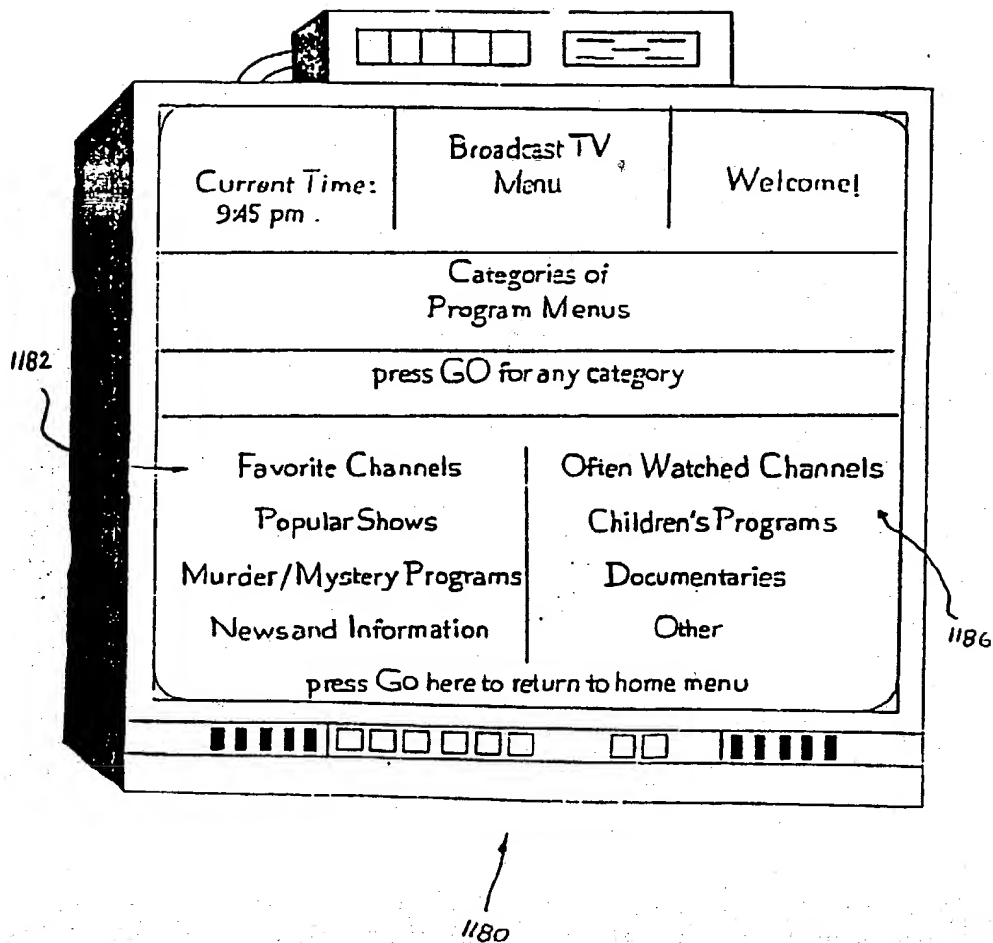 Broadcast TV
Menu
Current Time:
9:45 pm .
Welcome!
Categories of
Program Menus
press GO for any category
1182
Favorite Channels
Often Watched Channels
Popular Shows
Children's Programs
Murder/Mystery Programs
Documentaries
News and Information
Other
1186
press Go here to return to home menu
1180